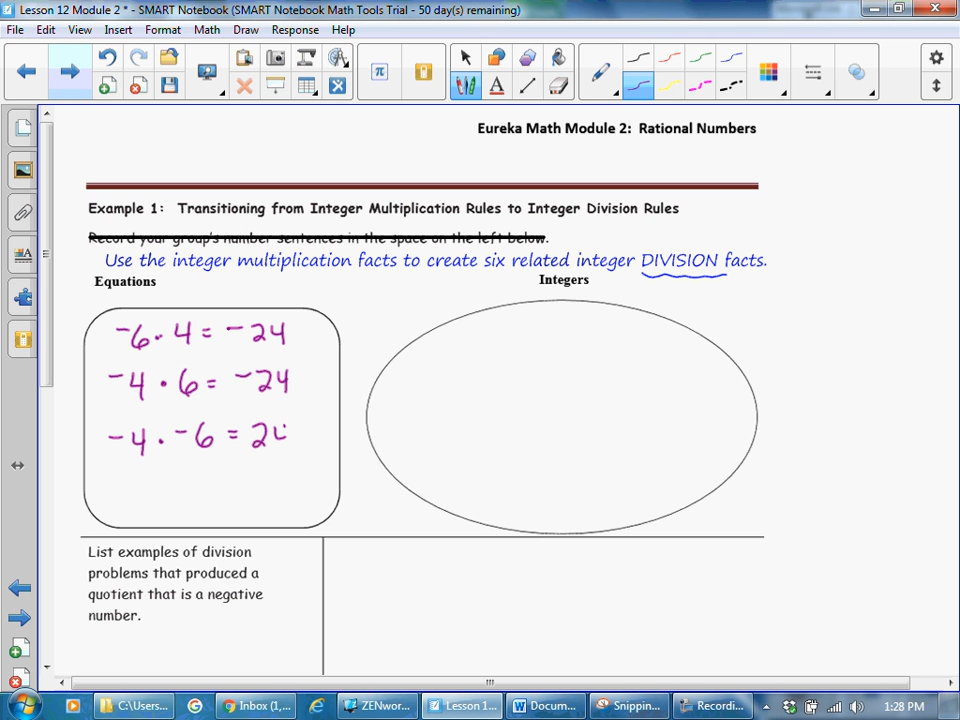 Lesson 12 Module 2 * - SMART Notebook (SMART Notebook Math Tools Trial - 50 day(s) remaining)
File Edit View Insert Format Math Draw Response Help
Eureka Math Module 2: Rational Numbers
Example 1: Transitioning from Integer Multiplication Rules to Integer Division Rules
Record your group's number sentences in the space on the left below.
Use the integer multiplication facts to create six related integer DIVISION facts.
Equations
Integers
-6 · 4 = -24
-4 · 6 = -24
-4 · -6 = 2
List examples of division
problems that produced a
quotient that is a negative
number.
C:\Users... Inbox (1,... ZENwor... Lesson 1... Docum... Snippin... Recordi... 1:28 PM